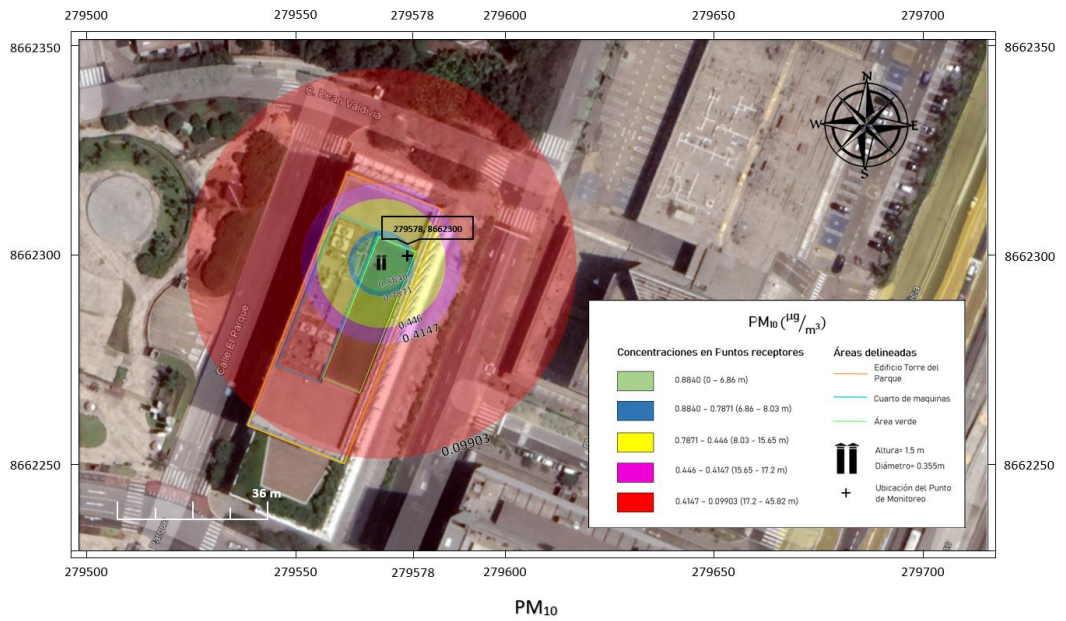 279500 279550 279578 279600 279650 279700
8662350 8662350
N
W E
S
C. Dean Valdivia
279578, 8662300
8662300 8662300
0.8840
0.7871
0.446
0.4147
Calle El Parque
PM₁₀ (µg/m³)
Concentraciones en Puntos receptores
0.8840 (0 – 6.86 m)
0.8840 – 0.7871 (6.86 – 8.03 m)
0.7871 – 0.446 (8.03 – 15.65 m)
0.446 – 0.4147 (15.65 – 17.2 m)
0.4147 – 0.09903 (17.2 – 45.82 m)
Áreas delineadas
Edificio Torre del
Parque
Cuarto de maquinas
Área verde
Altura= 1.5 m
Diámetro= 0.355m
Ubicación del Punto
de Monitoreo
0.09903
8662250 8662250
36 m
279500 279550 279578 279600 279650 279700
PM₁₀